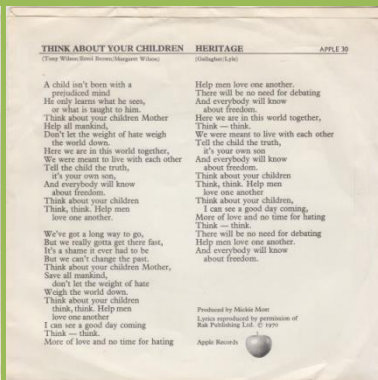 THINK ABOUT YOUR CHILDREN HERITAGE APPLE 30
(Tony Wilson/Errol Brown/Margaret Wilson) (Gallagher/Lyle)
A child isn't born with a
prejudiced mind
He only learns what he sees,
or what is taught to him.
Think about your children Mother
Help all mankind,
Don't let the weight of hate weigh
the world down.
Here we are in this world together,
We were meant to live with each other
Tell the child the truth,
it's your own son,
And everybody will know
about freedom.
Think about your children
Think, think. Help men
love one another.
We've got a long way to go,
But we really gotta get there fast,
It's a shame it ever had to be
But we can't change the past.
Think about your children Mother,
Save all mankind,
don't let the weight of hate
Weigh the world down.
Think about your children
think, think. Help men
love one another
I can see a good day coming
Think — think.
More of love and no time for hating
Help men love one another.
There will be no need for debating
And everybody will know
about freedom.
Here we are in this world together,
Think — think.
We were meant to live with each other
Tell the child the truth,
it's your own son
And everybody will know
about freedom.
Think about your children
Think, think. Help men
love one another
Think about your children,
I can see a good day coming,
More of love and no time for hating
Think — think.
There will be no need for debating
Help men love one another.
And everybody will know
about freedom.
Produced by Mickie Most
Lyrics reproduced by permission of
Rak Publishing Ltd. © 1970
Apple Records